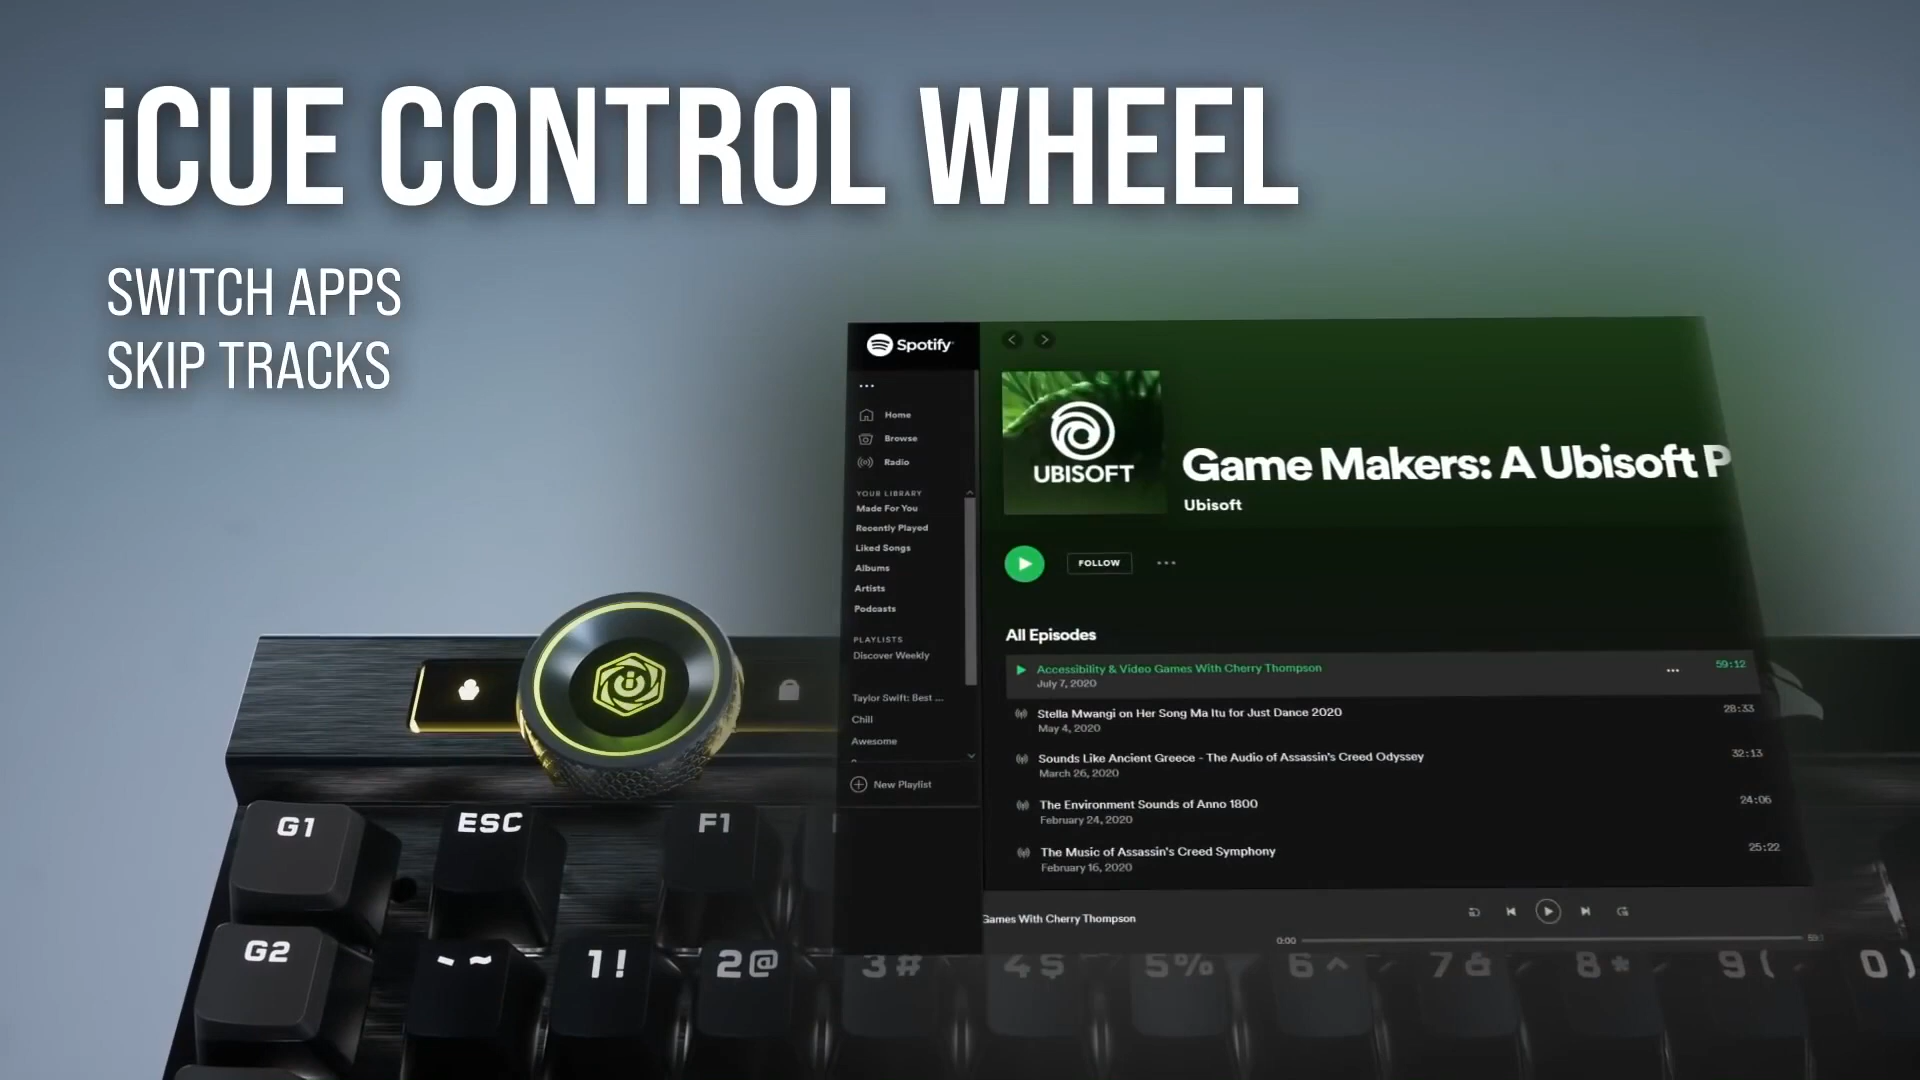 iCUE CONTROL WHEEL
SWITCH APPS
SKIP TRACKS
Spotify
Home
Browse
Radio
YOUR LIBRARY
Made For You
Recently Played
Liked Songs
Albums
Artists
Podcasts
PLAYLISTS
Discover Weekly
Taylor Swift: Best ...
Chill
Awesome
New Playlist
UBISOFT
Game Makers: A Ubisoft P
Ubisoft
FOLLOW
All Episodes
Accessibility & Video Games With Cherry Thompson
59:12
July 7, 2020
Stella Mwangi on Her Song Ma Itu for Just Dance 2020
28:33
May 4, 2020
Sounds Like Ancient Greece - The Audio of Assassin's Creed Odyssey
32:13
March 26, 2020
The Environment Sounds of Anno 1800
24:06
February 24, 2020
The Music of Assassin's Creed Symphony
25:22
February 16, 2020
Games With Cherry Thompson
0:00
G1 ESC F1
G2 - ~ 1! 2@ 3# 4$ 5% 6^ 7& 8* 9( 0)